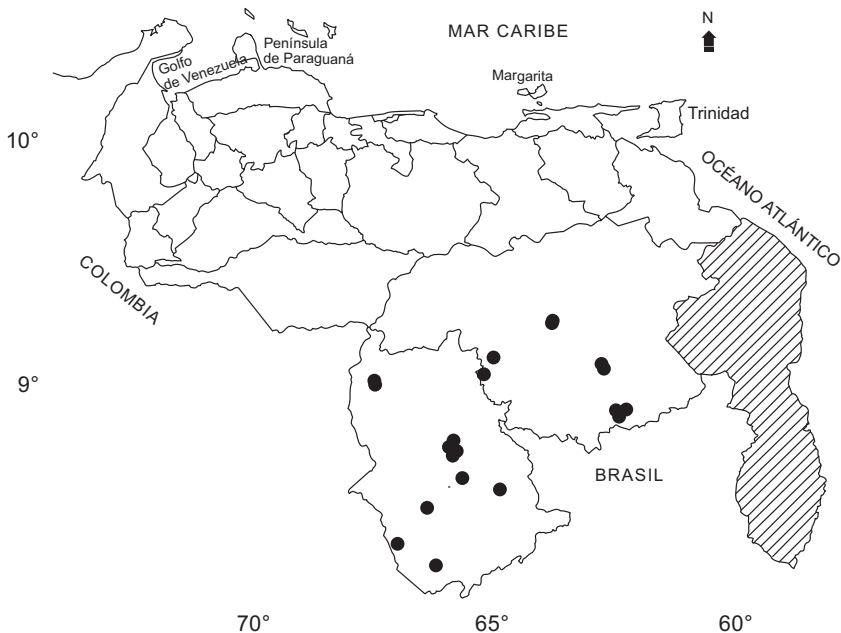 MAR CARIBE
N
Península
de Paraguaná
Golfo
de Venezuela
Margarita
Trinidad
10°
OCÉANO ATLÁNTICO
COLOMBIA
9°
BRASIL
70°
65°
60°